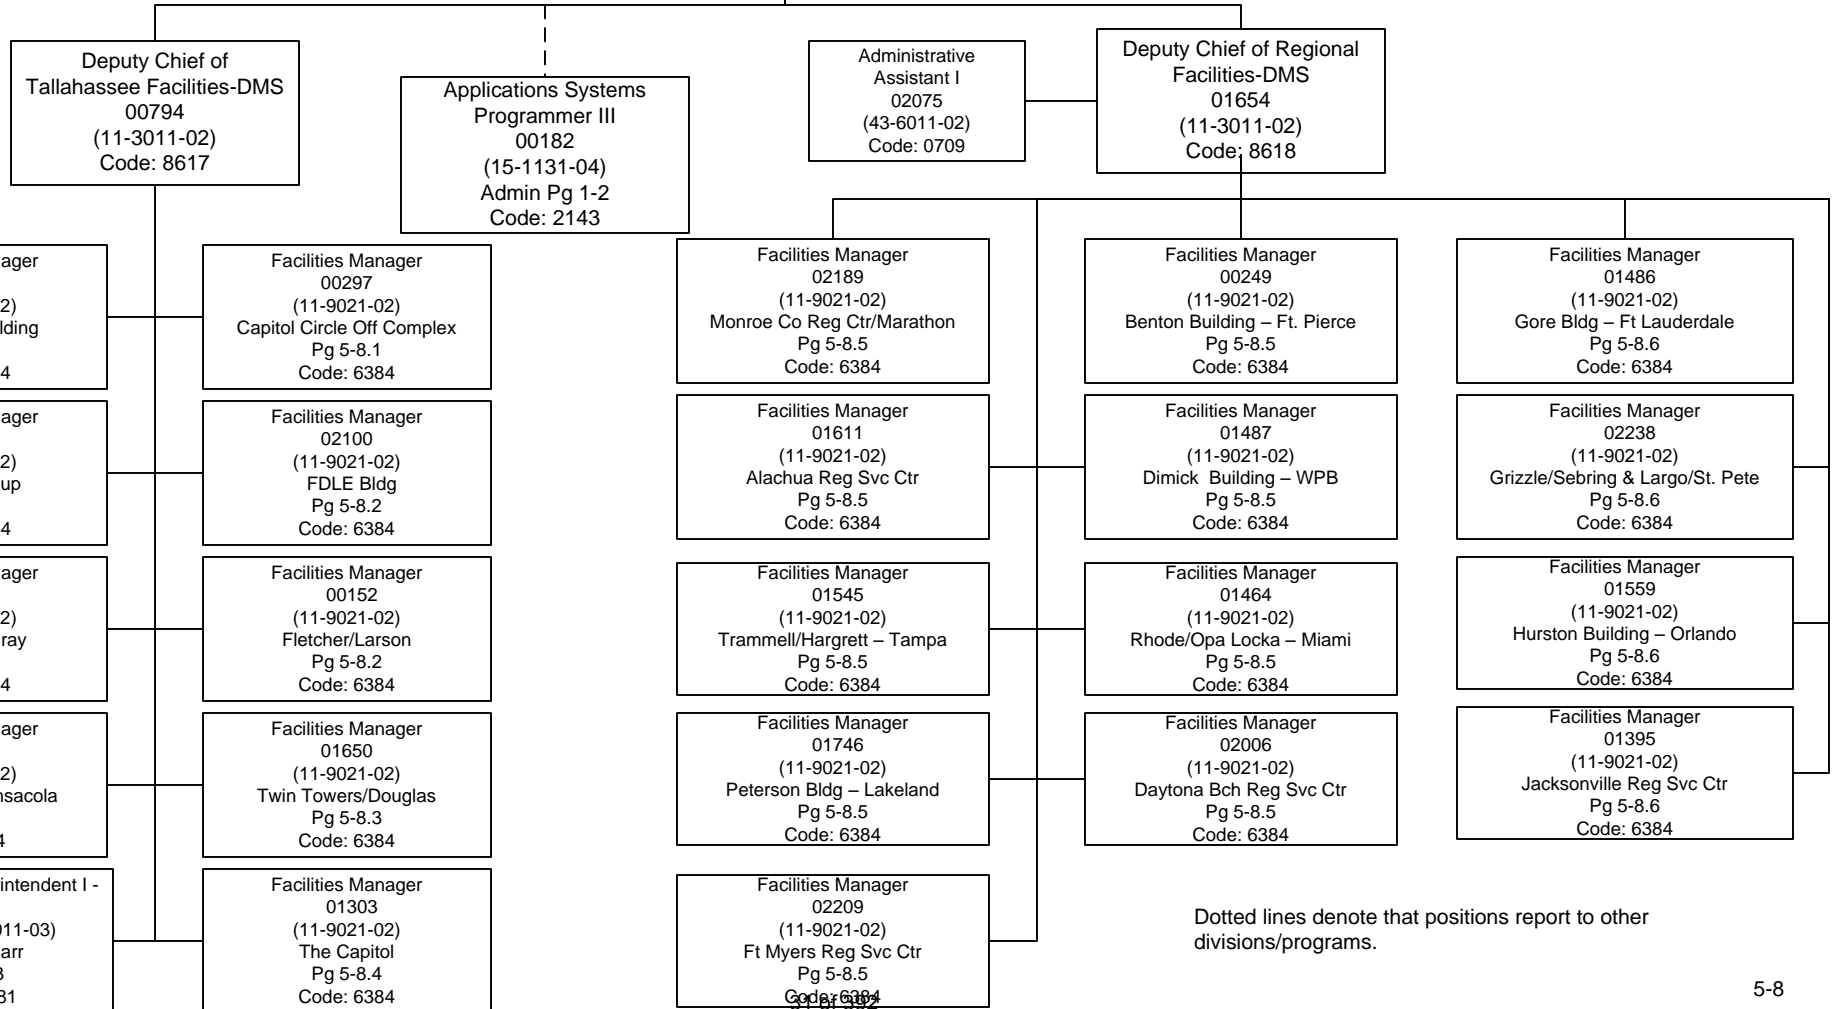 Deputy Chief of
Tallahassee Facilities-DMS
00794
(11-3011-02)
Code: 8617
Applications Systems
Programmer III
00182
(15-1131-04)
Admin Pg 1-2
Code: 2143
Administrative
Assistant I
02075
(43-6011-02)
Code: 0709
Deputy Chief of Regional
Facilities-DMS
01654
(11-3011-02)
Code: 8618
Facilities Manager
00297
(11-9021-02)
Capitol Circle Off Complex
Pg 5-8.1
Code: 6384
Facilities Manager
02189
(11-9021-02)
Monroe Co Reg Ctr/Marathon
Pg 5-8.5
Code: 6384
Facilities Manager
00249
(11-9021-02)
Benton Building – Ft. Pierce
Pg 5-8.5
Code: 6384
Facilities Manager
01486
(11-9021-02)
Gore Bldg – Ft Lauderdale
Pg 5-8.6
Code: 6384
Facilities Manager
02100
(11-9021-02)
FDLE Bldg
Pg 5-8.2
Code: 6384
Facilities Manager
01611
(11-9021-02)
Alachua Reg Svc Ctr
Pg 5-8.5
Code: 6384
Facilities Manager
01487
(11-9021-02)
Dimick  Building – WPB
Pg 5-8.5
Code: 6384
Facilities Manager
02238
(11-9021-02)
Grizzle/Sebring & Largo/St. Pete
Pg 5-8.6
Code: 6384
Facilities Manager
00152
(11-9021-02)
Fletcher/Larson
Pg 5-8.2
Code: 6384
Facilities Manager
01545
(11-9021-02)
Trammell/Hargrett – Tampa
Pg 5-8.5
Code: 6384
Facilities Manager
01464
(11-9021-02)
Rhode/Opa Locka – Miami
Pg 5-8.5
Code: 6384
Facilities Manager
01559
(11-9021-02)
Hurston Building – Orlando
Pg 5-8.6
Code: 6384
Facilities Manager
01650
(11-9021-02)
Twin Towers/Douglas
Pg 5-8.3
Code: 6384
Facilities Manager
01746
(11-9021-02)
Peterson Bldg – Lakeland
Pg 5-8.5
Code: 6384
Facilities Manager
02006
(11-9021-02)
Daytona Bch Reg Svc Ctr
Pg 5-8.5
Code: 6384
Facilities Manager
01395
(11-9021-02)
Jacksonville Reg Svc Ctr
Pg 5-8.6
Code: 6384
Facilities Manager
01303
(11-9021-02)
The Capitol
Pg 5-8.4
Code: 6384
Facilities Manager
02209
(11-9021-02)
Ft Myers Reg Svc Ctr
Pg 5-8.5
Code: 6384
31 of 392
Dotted lines denote that positions report to other
divisions/programs.
5-8